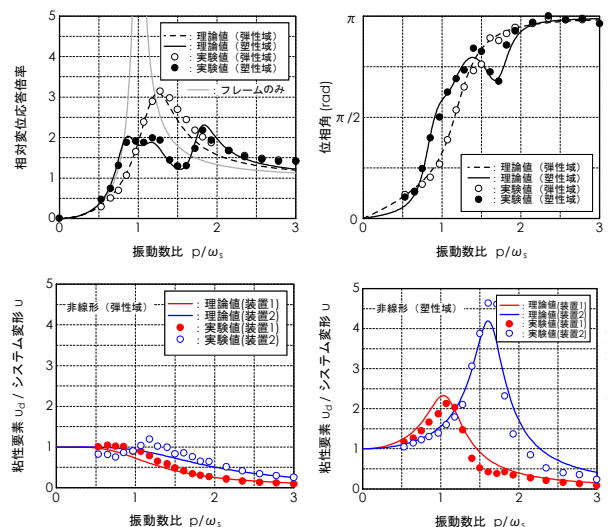 5
4
3
2
1
0
相対変位応答倍率
: 理論値 (弾性域)
: 理論値 (塑性域)
: 実験値 (弾性域)
: 実験値 (塑性域)
: フレームのみ
0 1 2 3
振動数比 p/ωs
π
π/2
0
位相角 (rad)
: 理論値 (弾性域)
: 理論値 (塑性域)
: 実験値 (弾性域)
: 実験値 (塑性域)
0 1 2 3
振動数比 p/ωs
5
4
3
2
1
0
粘性要素 ud / システム変形 u
非線形 (弾性域)
: 理論値(装置1)
: 理論値(装置2)
: 実験値(装置1)
: 実験値(装置2)
0 1 2 3
振動数比 p/ωs
5
4
3
2
1
0
粘性要素 ud / システム変形 u
非線形 (塑性域)
: 理論値(装置1)
: 理論値(装置2)
: 実験値(装置1)
: 実験値(装置2)
0 1 2 3
振動数比 p/ωs